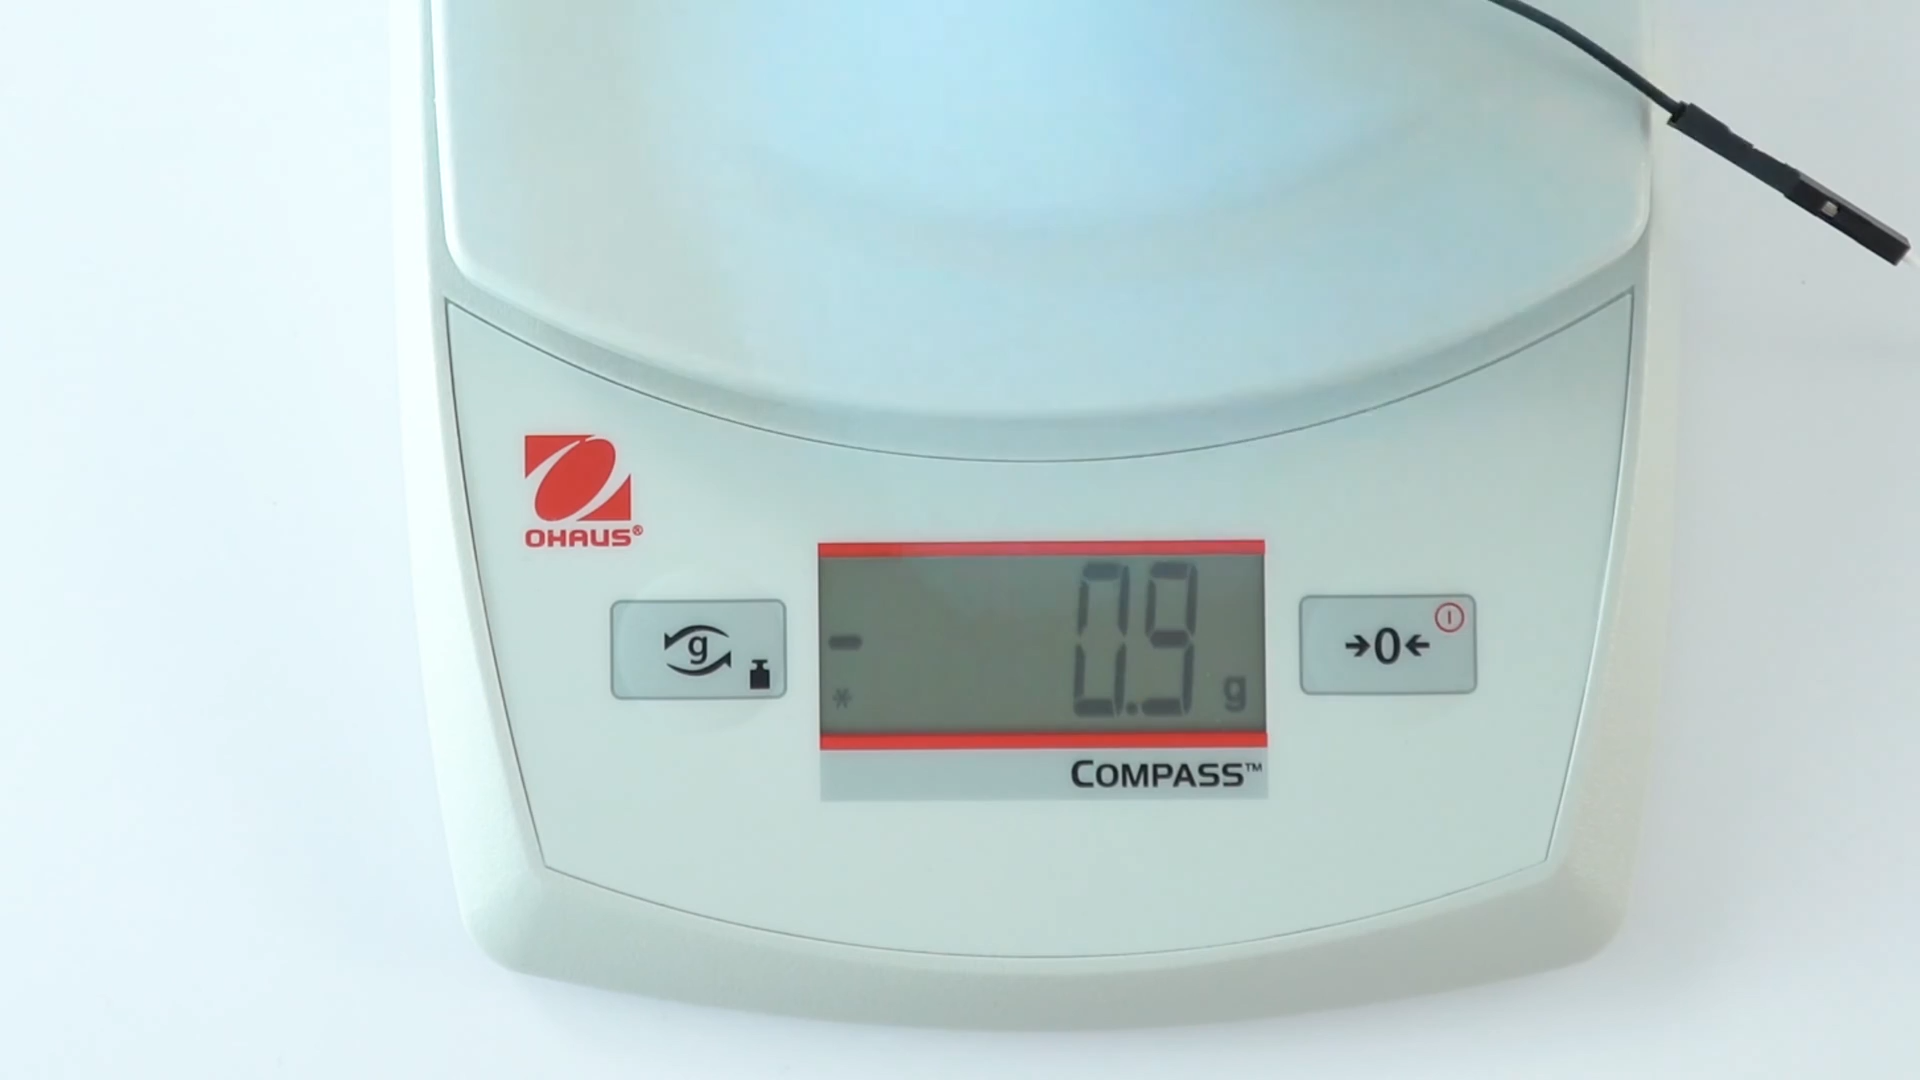 OHAUS®
g
- 0.9 g
*
→0←
COMPASS™